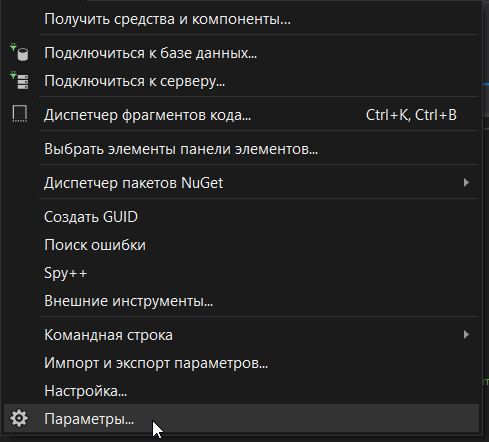 Получить средства и компоненты...
Подключиться к базе данных...
Подключиться к серверу...
Диспетчер фрагментов кода... Ctrl+K, Ctrl+B
Выбрать элементы панели элементов...
Диспетчер пакетов NuGet
Создать GUID
Поиск ошибки
Spy++
Внешние инструменты...
Командная строка
Импорт и экспорт параметров...
Настройка...
Параметры...